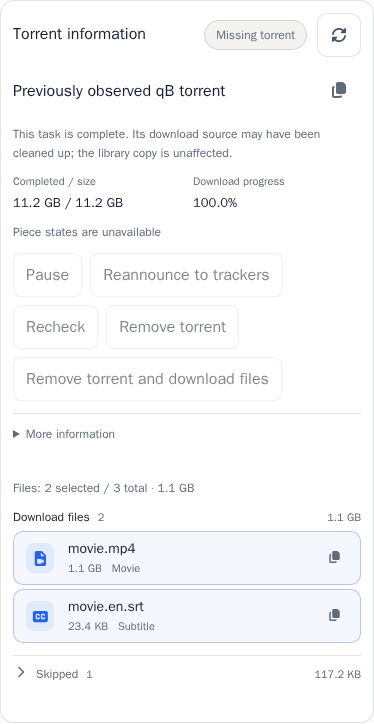 Torrent information
Missing torrent
Previously observed qB torrent
This task is complete. Its download source may have been
cleaned up; the library copy is unaffected.
Completed / size
Download progress
11.2 GB / 11.2 GB
100.0%
Piece states are unavailable
Pause
Reannounce to trackers
Recheck
Remove torrent
Remove torrent and download files
More information
Files: 2 selected / 3 total · 1.1 GB
Download files 2
1.1 GB
movie.mp4
1.1 GB Movie
CC
movie.en.srt
23.4 KB Subtitle
Skipped 1
117.2 KB